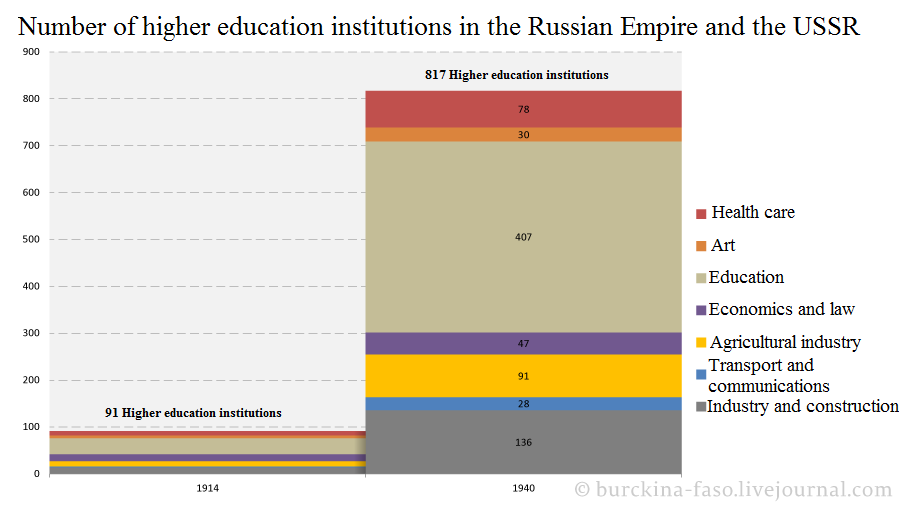 Number of higher education institutions in the Russian Empire and the USSR
900
817 Higher education institutions
800
78
30
700
600
500
407
400
300
47
91
200
91 Higher education institutions
28
100
136
0
1914
1940
Health care
Art
Education
Economics and law
Agricultural industry
Transport and
communications
Industry and construction
© burckina-faso.livejournal.com